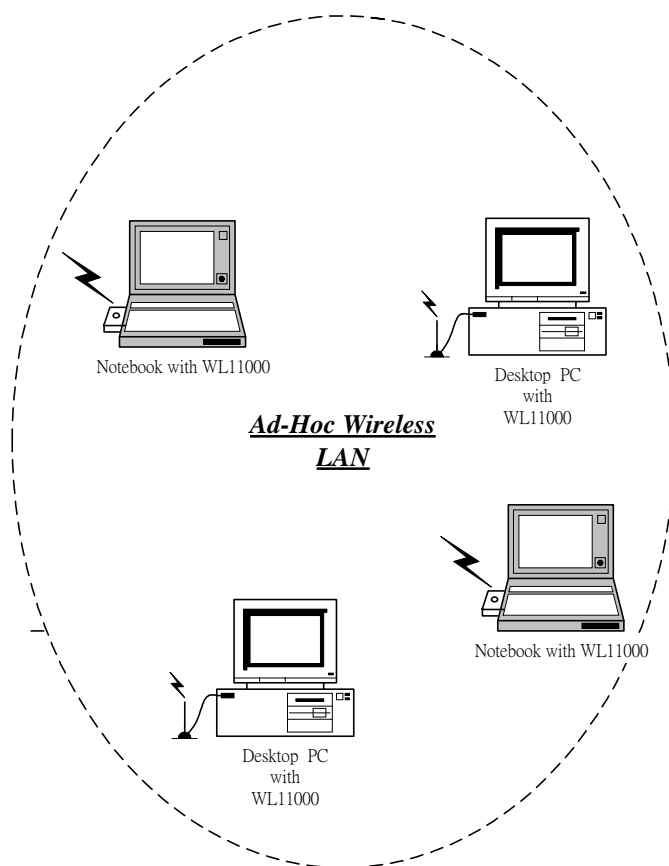 Notebook with WL11000
Desktop PC
with
WL11000
Ad-Hoc Wireless
LAN
Notebook with WL11000
Desktop PC
with
WL11000